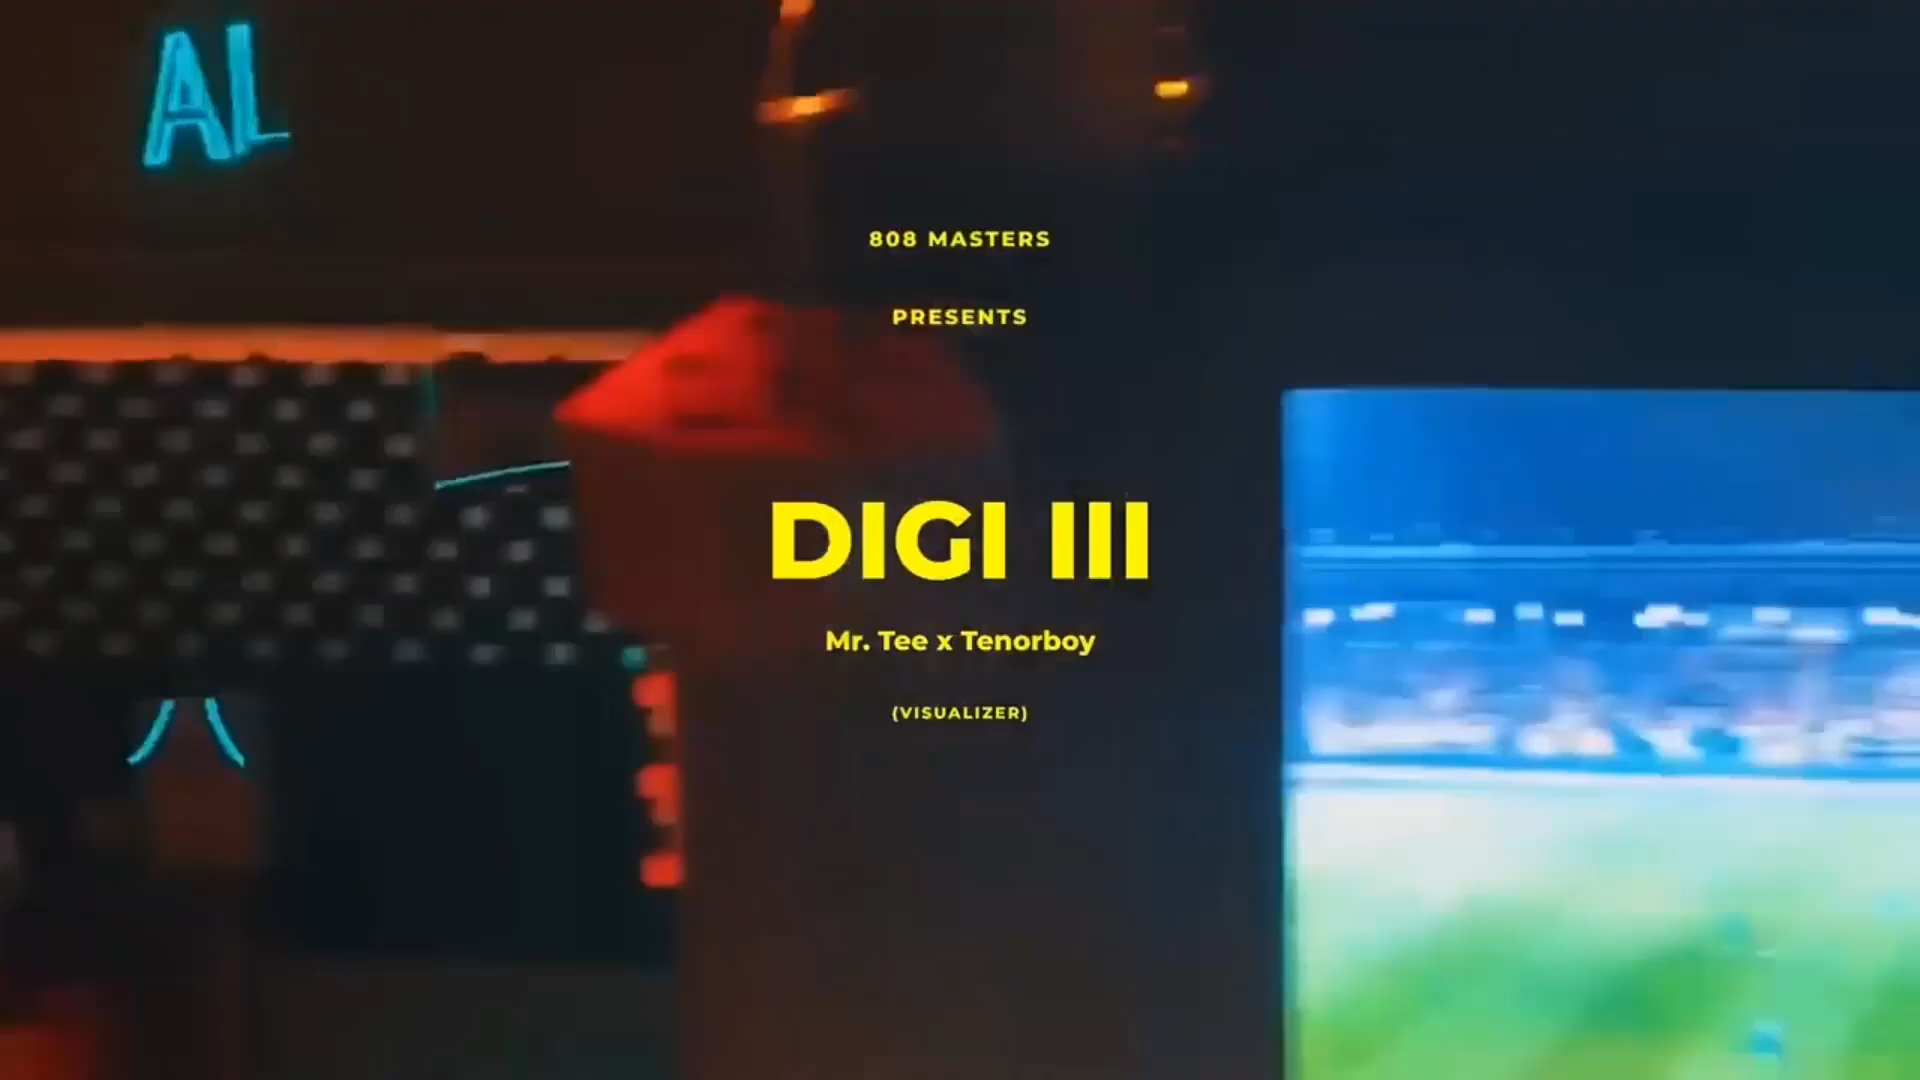 AL
808 MASTERS
PRESENTS
DIGI III
Mr. Tee x Tenorboy
(VISUALIZER)